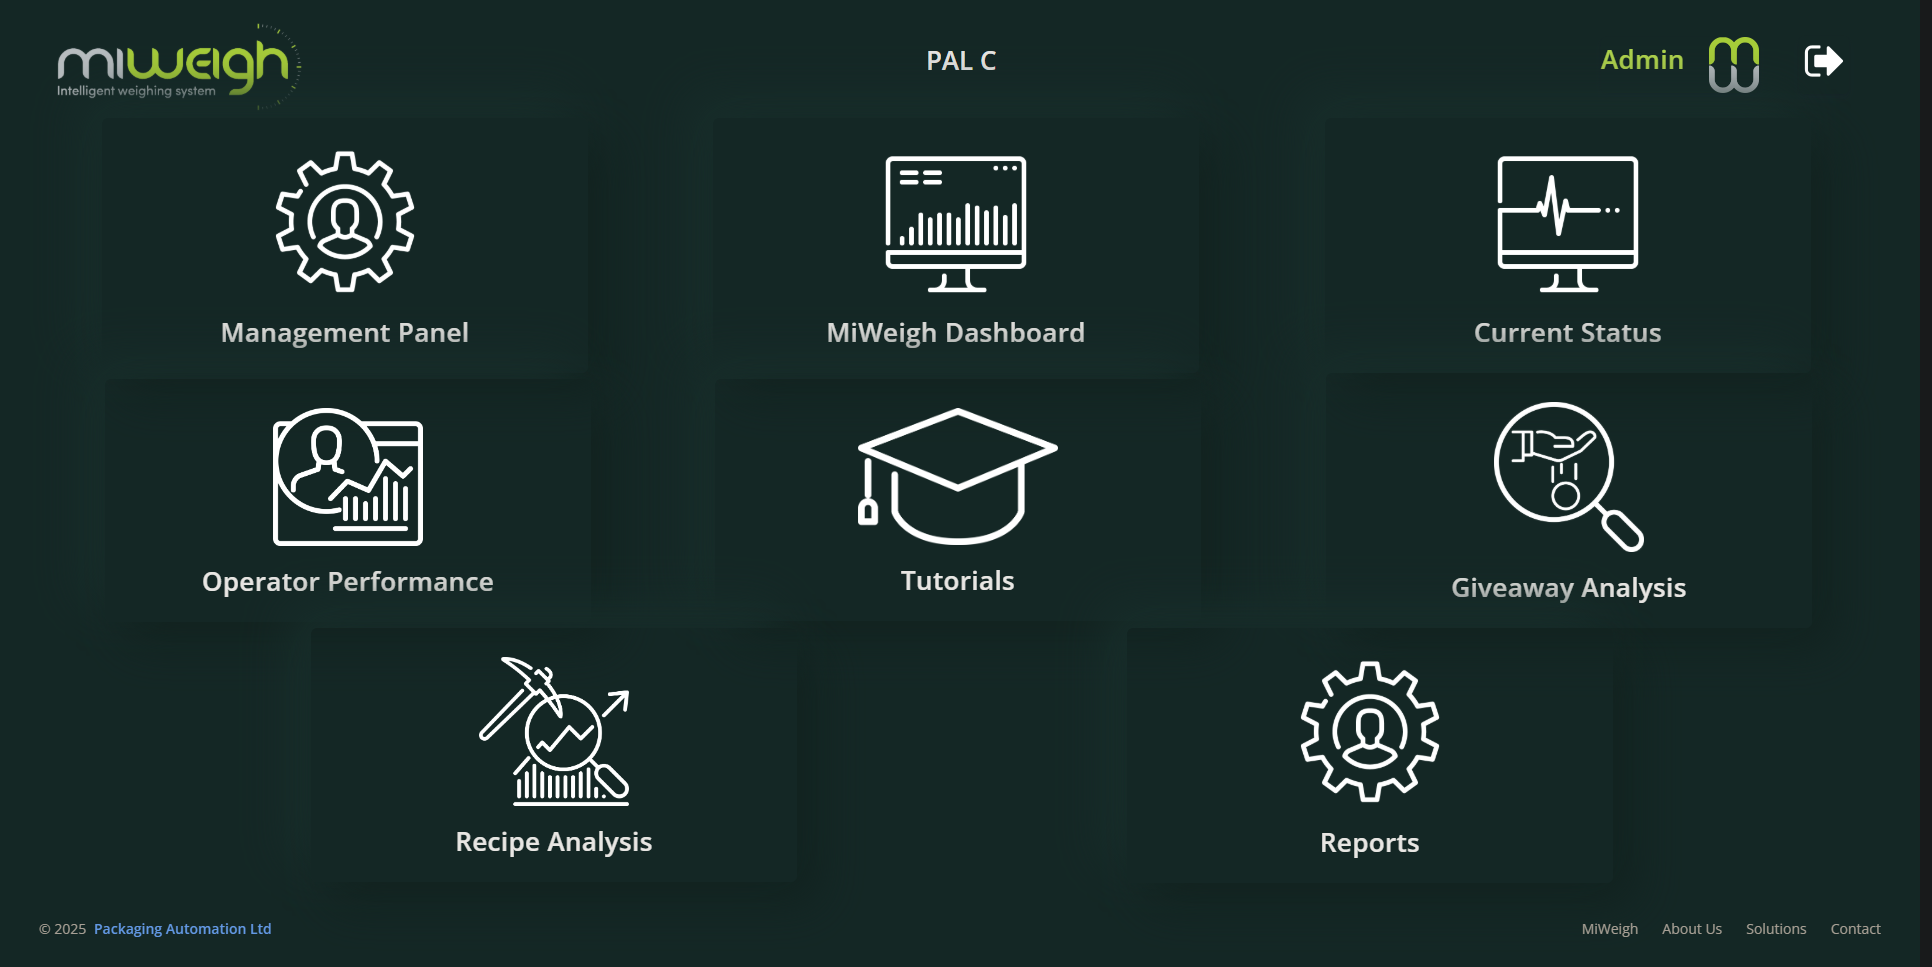 miweigh
Intelligent weighing system
PAL C
Admin
Management Panel
MiWeigh Dashboard
Current Status
Operator Performance
Tutorials
Giveaway Analysis
Recipe Analysis
Reports
© 2025 Packaging Automation Ltd
MiWeigh About Us Solutions Contact